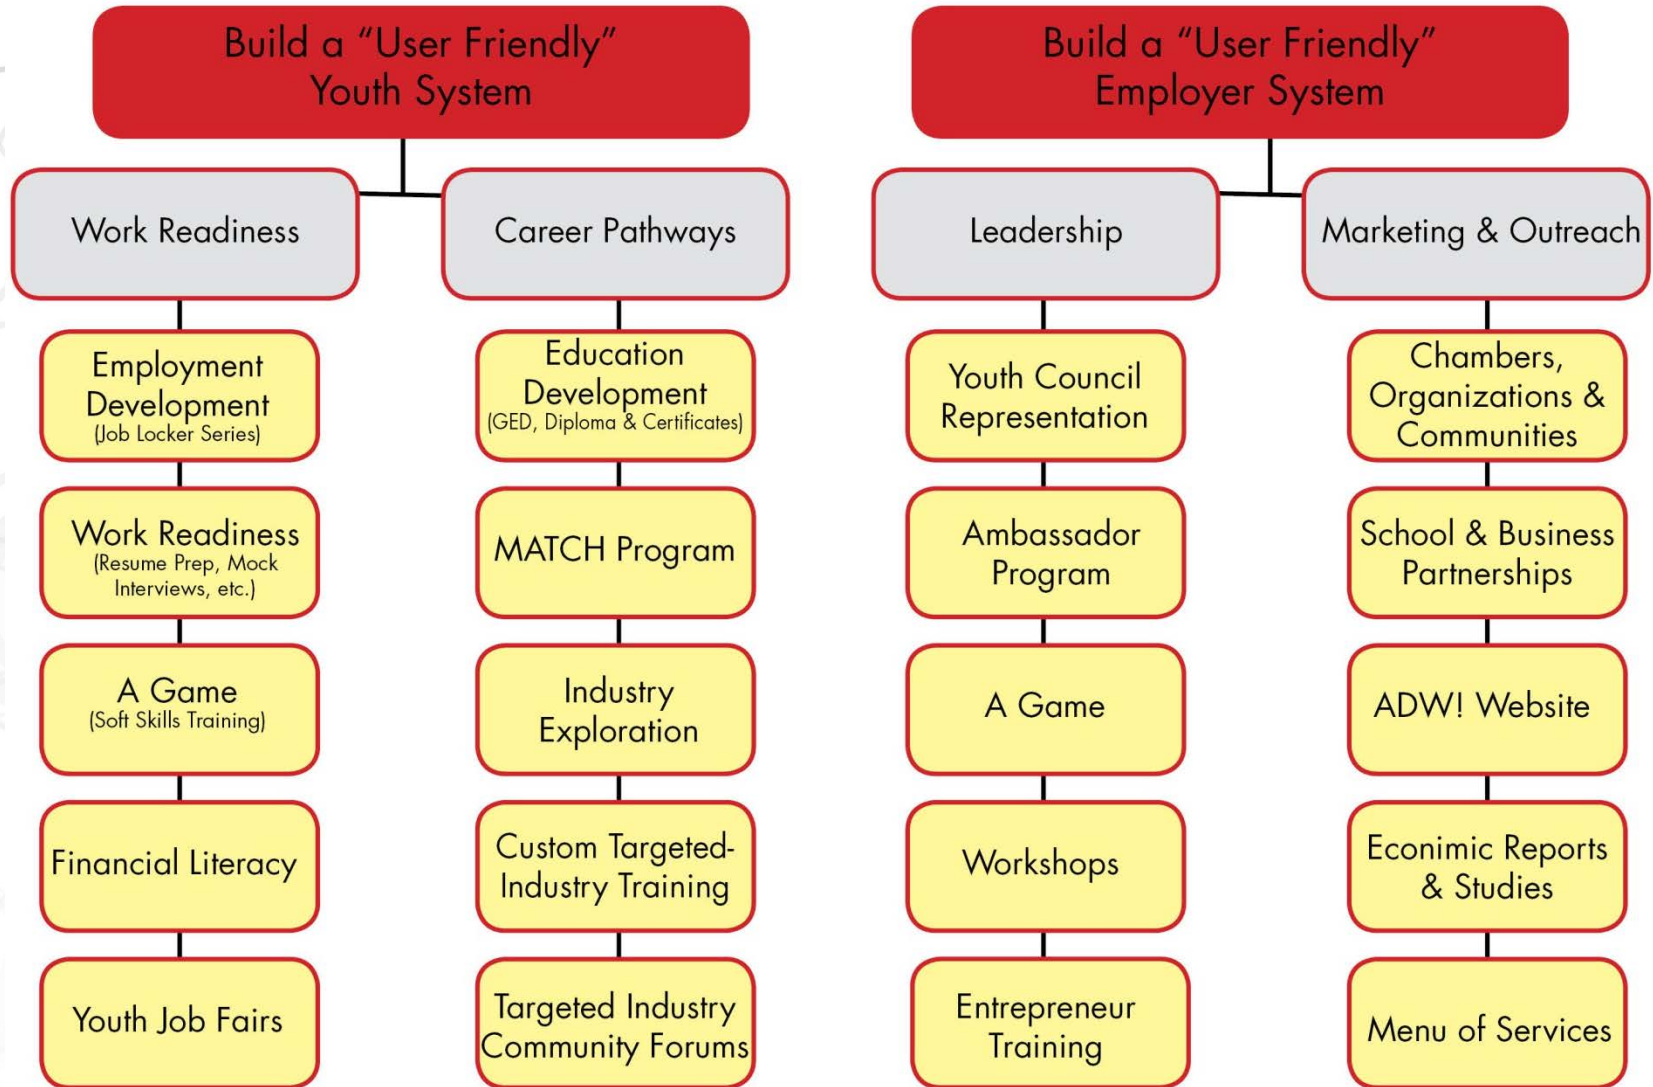 Build a “User Friendly”
Youth System
Work Readiness
Career Pathways
Employment
Development
(Job Locker Series)
Work Readiness
(Resume Prep, Mock
Interviews, etc.)
A Game
(Soft Skills Training)
Financial Literacy
Youth Job Fairs
Education
Development
(GED, Diploma & Certificates)
MATCH Program
Industry
Exploration
Custom Targeted-
Industry Training
Targeted Industry
Community Forums
Build a “User Friendly”
Employer System
Leadership
Marketing & Outreach
Youth Council
Representation
Ambassador
Program
A Game
Workshops
Entrepreneur
Training
Chambers,
Organizations &
Communities
School & Business
Partnerships
ADW! Website
Econimic Reports
& Studies
Menu of Services